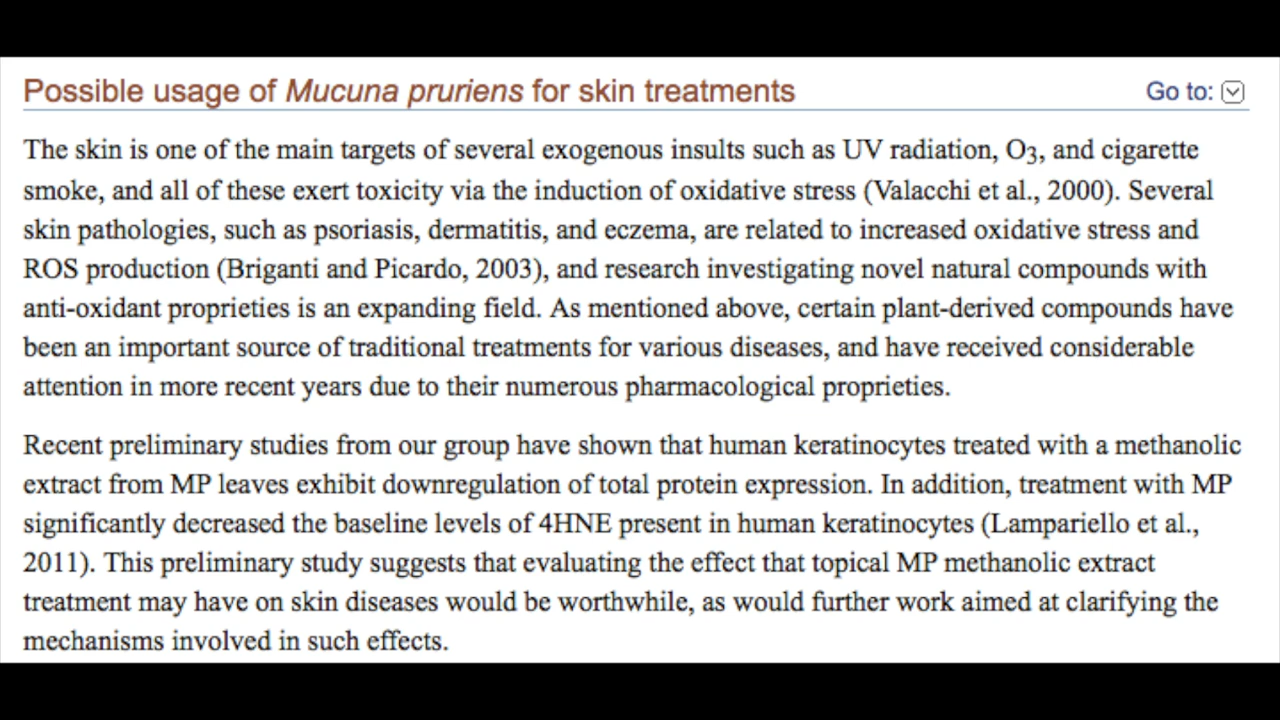 Possible usage of Mucuna pruriens for skin treatments Go to:
The skin is one of the main targets of several exogenous insults such as UV radiation, O3, and cigarette
smoke, and all of these exert toxicity via the induction of oxidative stress (Valacchi et al., 2000). Several
skin pathologies, such as psoriasis, dermatitis, and eczema, are related to increased oxidative stress and
ROS production (Briganti and Picardo, 2003), and research investigating novel natural compounds with
anti-oxidant proprieties is an expanding field. As mentioned above, certain plant-derived compounds have
been an important source of traditional treatments for various diseases, and have received considerable
attention in more recent years due to their numerous pharmacological proprieties.
Recent preliminary studies from our group have shown that human keratinocytes treated with a methanolic
extract from MP leaves exhibit downregulation of total protein expression. In addition, treatment with MP
significantly decreased the baseline levels of 4HNE present in human keratinocytes (Lampariello et al.,
2011). This preliminary study suggests that evaluating the effect that topical MP methanolic extract
treatment may have on skin diseases would be worthwhile, as would further work aimed at clarifying the
mechanisms involved in such effects.